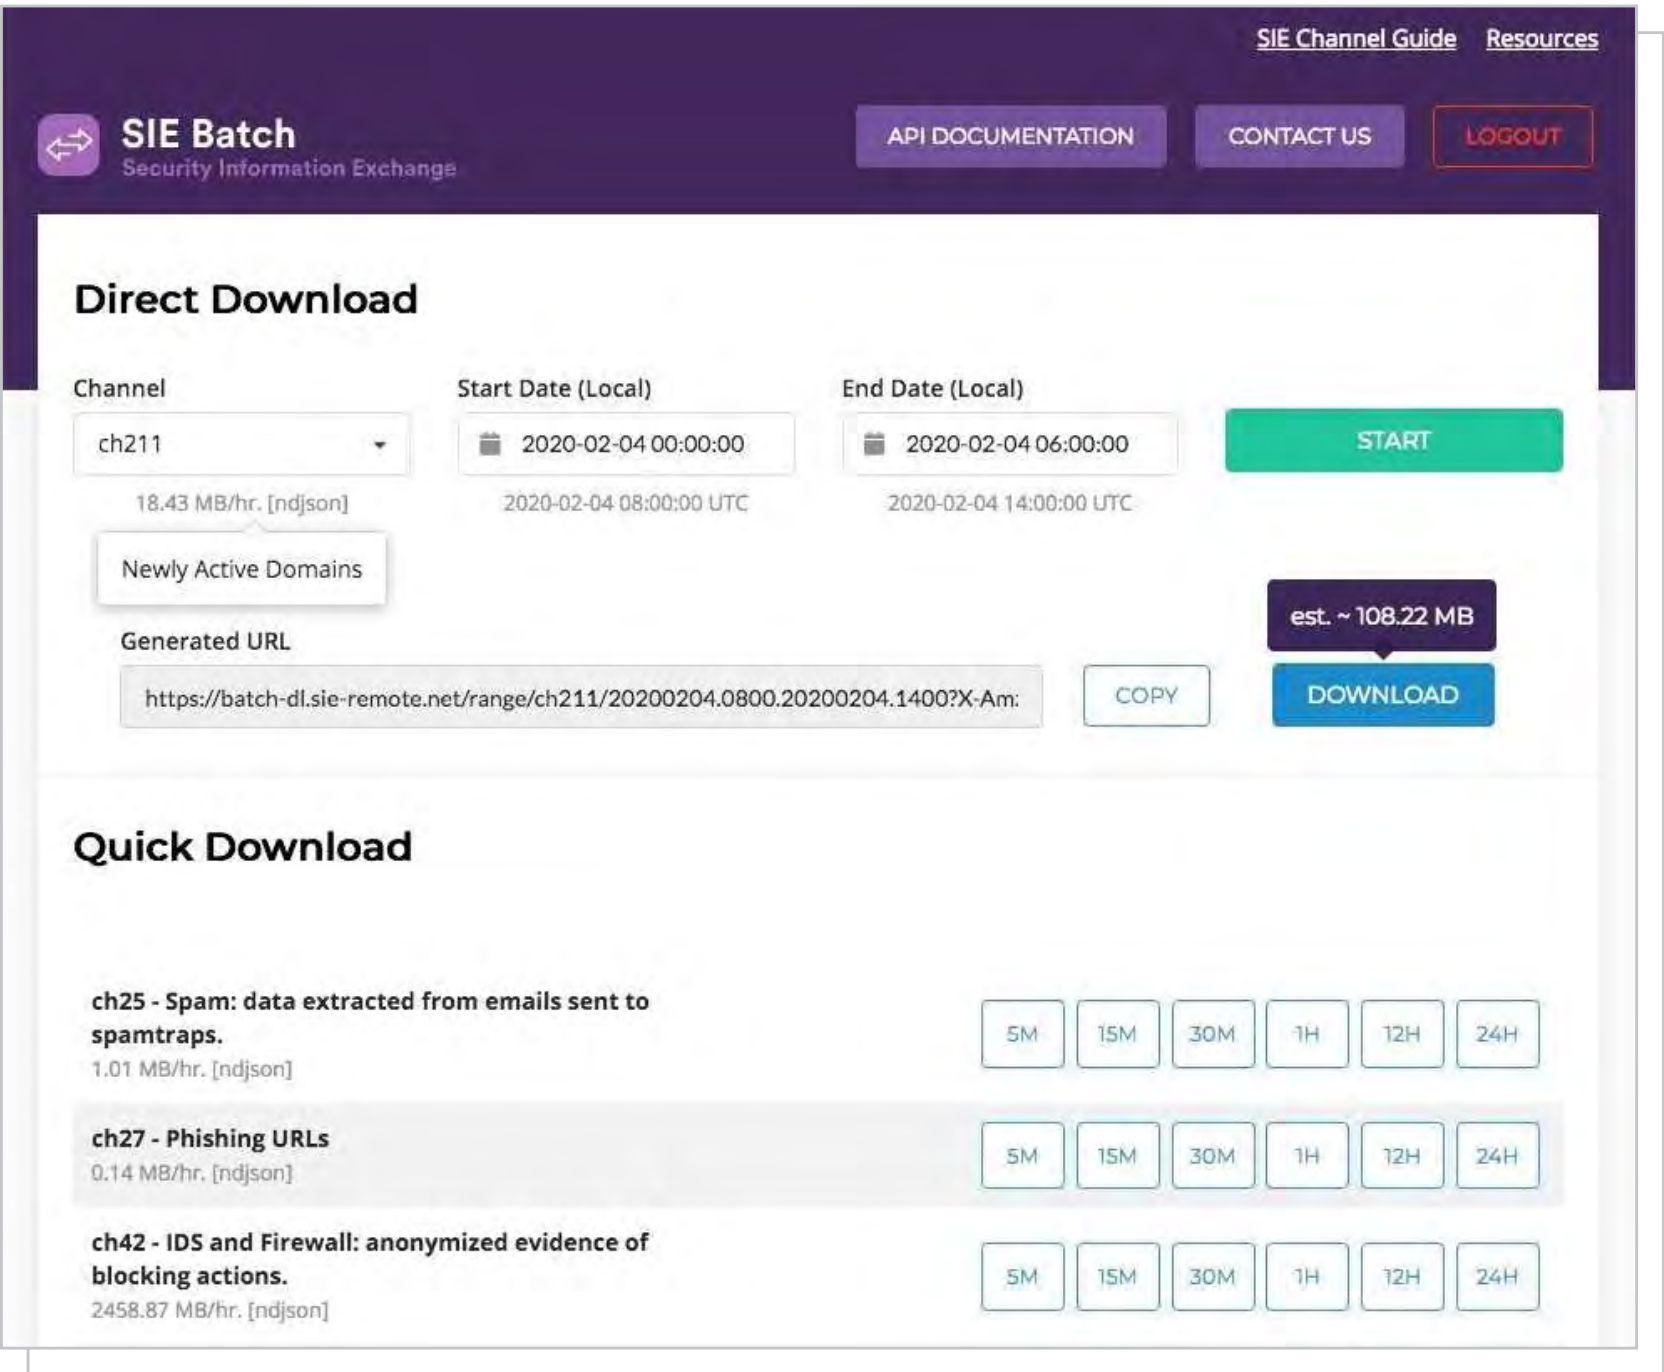 SIE Channel Guide Resources
SIE Batch
Security Information Exchange
API DOCUMENTATION CONTACT US LOGOUT
Direct Download
Channel Start Date (Local) End Date (Local)
ch211 2020-02-04 00:00:00 2020-02-04 06:00:00 START
18.43 MB/hr. [ndjson] 2020-02-04 08:00:00 UTC 2020-02-04 14:00:00 UTC
Newly Active Domains
est. ~ 108.22 MB
Generated URL
https://batch-dl.sie-remote.net/range/ch211/20200204.0800.20200204.1400?X-Am: COPY DOWNLOAD
Quick Download
ch25 - Spam: data extracted from emails sent to
spamtraps.
1.01 MB/hr. [ndjson]
5M 15M 30M 1H 12H 24H
ch27 - Phishing URLs
0.14 MB/hr. [ndjson]
5M 15M 30M 1H 12H 24H
ch42 - IDS and Firewall: anonymized evidence of
blocking actions.
2458.87 MB/hr. [ndjson]
5M 15M 30M 1H 12H 24H